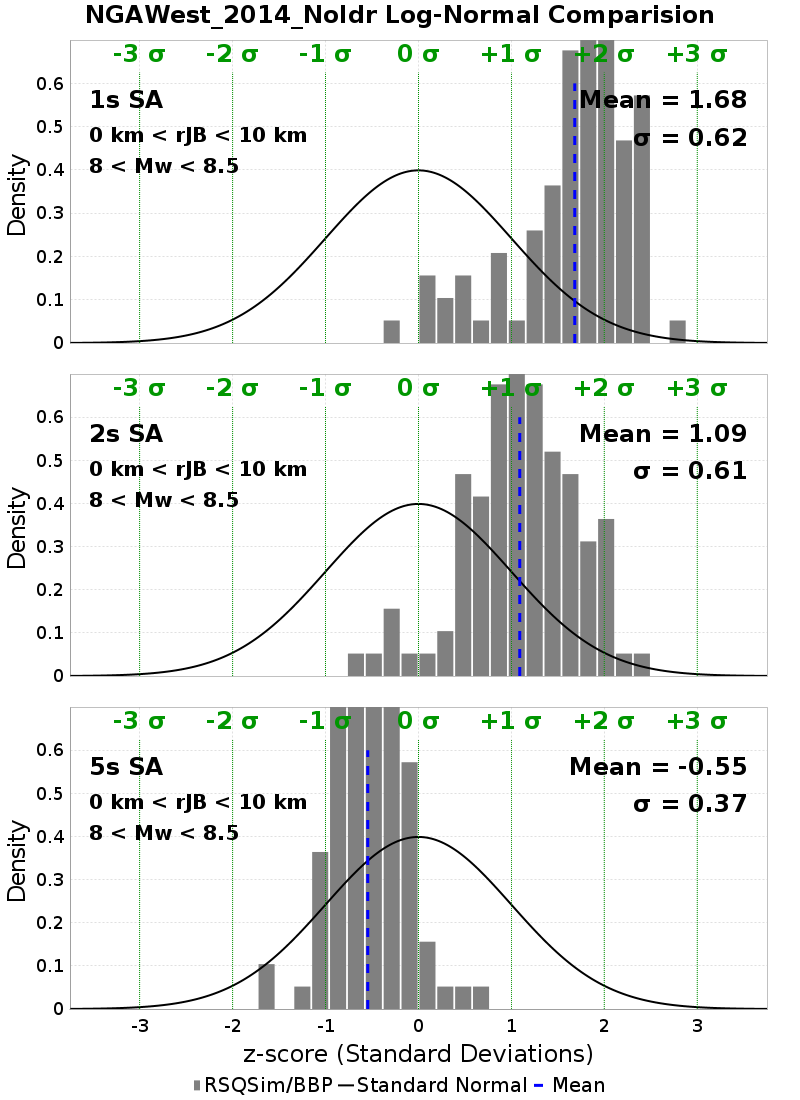 NGAWest_2014_NoIdr Log-Normal Comparision
-3 σ -2 σ -1 σ 0 σ +1 σ +2 σ +3 σ
1s SA
Mean = 1.68
0 km < rJB < 10 km
σ = 0.62
8 < Mw < 8.5
0.6
0.5
0.4
0.3
0.2
0.1
0
Density
-3 σ -2 σ -1 σ 0 σ +1 σ +2 σ +3 σ
2s SA
Mean = 1.09
0 km < rJB < 10 km
σ = 0.61
8 < Mw < 8.5
0.6
0.5
0.4
0.3
0.2
0.1
0
Density
-3 σ -2 σ -1 σ 0 σ +1 σ +2 σ +3 σ
5s SA
Mean = -0.55
0 km < rJB < 10 km
σ = 0.37
8 < Mw < 8.5
0.6
0.5
0.4
0.3
0.2
0.1
0
Density
-3 -2 -1 0 1 2 3
z-score (Standard Deviations)
RSQSim/BBP Standard Normal Mean